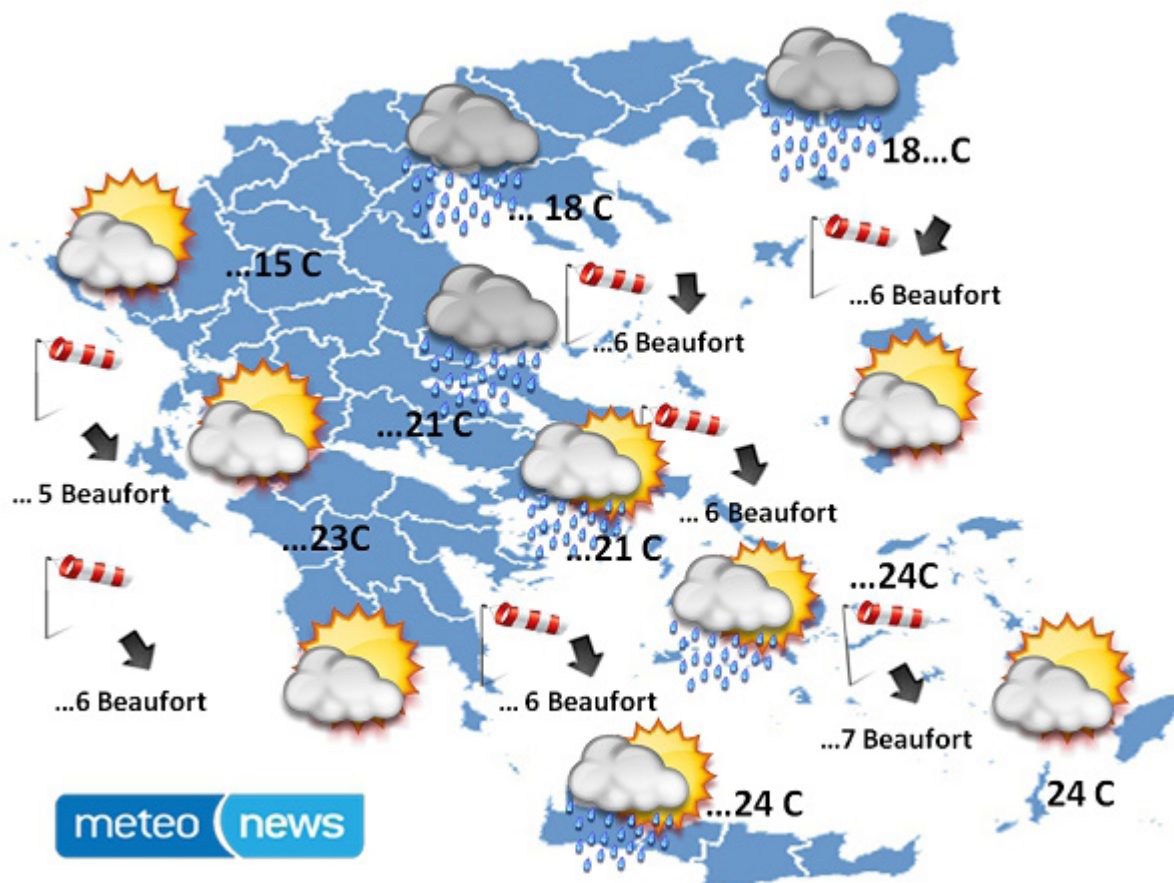 18...C
... 18 C
...15 C
...6 Beaufort
...6 Beaufort
...21 C
... 5 Beaufort
... 6 Beaufort
...23C
...21 C
...24C
...6 Beaufort
... 6 Beaufort
...7 Beaufort
...24 C
24 C
meteo news